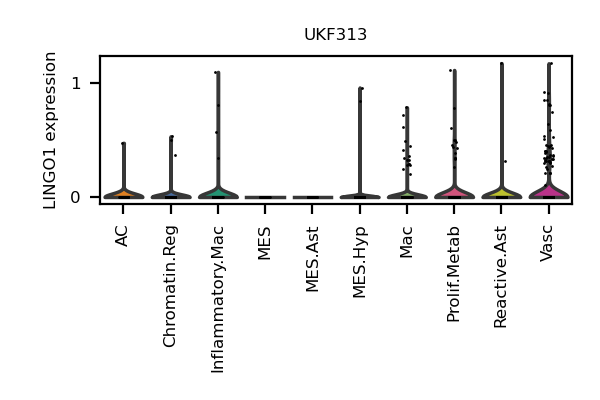 UKF313
LINGO1 expression
1
0
AC
Chromatin.Reg
Inflammatory.Mac
MES
MES.Ast
MES.Hyp
Mac
Prolif.Metab
Reactive.Ast
Vasc